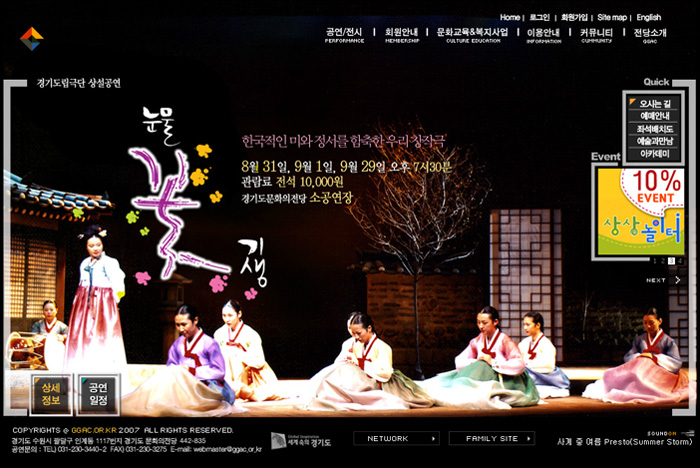 Home | 로그인 | 회원가입 | Site map | English
공연/전시 | 회원안내 | 문화교육&복지사업 | 이용안내 | 커뮤니티 | 전당소개
PERFORMANCE MEMBERSHIP CULTURE EDUCATION INFORMATION COMMUNITY GGAC
경기도립극단 상설공연
Quick
오시는 길
예매안내
좌석배치도
예술과만남
아카데미
눈물
꽃
기생
한국적인 미와 정서를 함축한 우리 창작극
8월 31일, 9월 1일, 9월 29일 오후 7시30분
관람료 전석 10,000원
경기도문화의전당 소공연장
Event
10%
EVENT
상상
놀이터
1 2 3 4
NEXT
상세
정보
공연
일정
COPYRIGHTS @ GGAC.OR.KR 2007 ALL RIGHTS RESERVED.
경기도 수원시 팔달구 인계동 1117번지 경기도 문화의전당 442-835
공연문의 : TEL) 031-230-3440~2 FAX) 031-230-3275 E-mail: webmaster@ggac.or.kr
Global Inspiration
세계속의 경기도
NETWORK
FAMILY SITE
SOUND ON
사계 중 여름 Presto(Summer Storm)